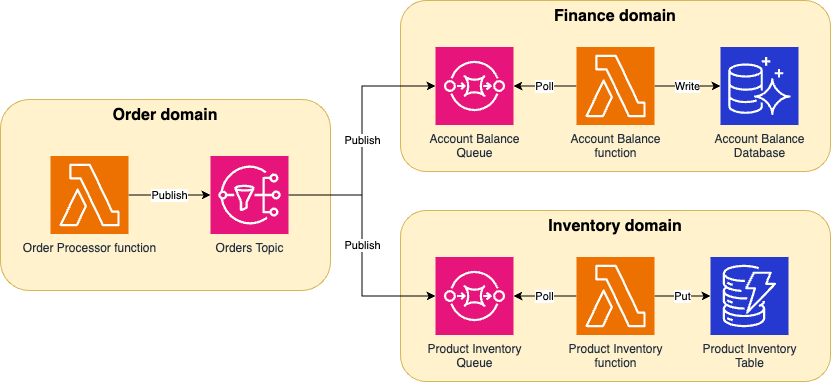 Finance domain
Poll
Write
Account Balance
Queue
Account Balance
function
Account Balance
Database
Order domain
Publish
Order Processor function
Orders Topic
Publish
Publish
Inventory domain
Poll
Put
Product Inventory
Queue
Product Inventory
function
Product Inventory
Table